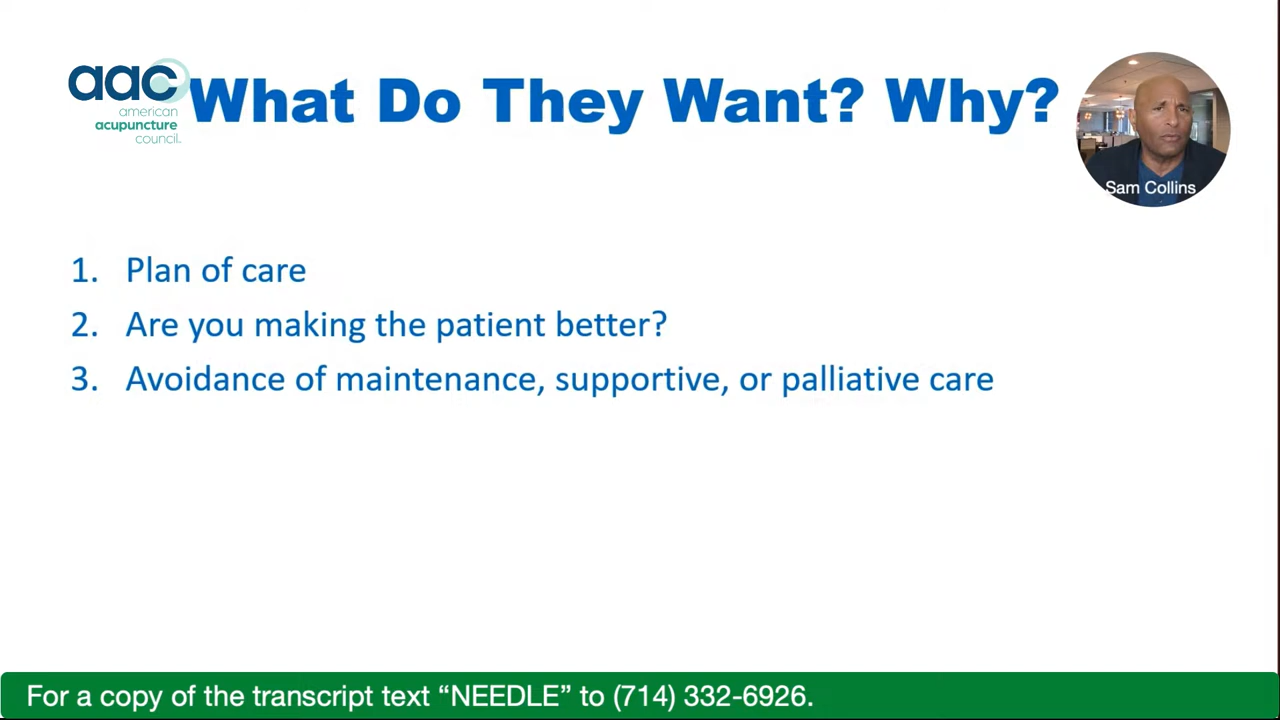 aac
american
acupuncture
council
What Do They Want? Why?
Sam Collins
1. Plan of care
2. Are you making the patient better?
3. Avoidance of maintenance, supportive, or palliative care
For a copy of the transcript text “NEEDLE” to (714) 332-6926.